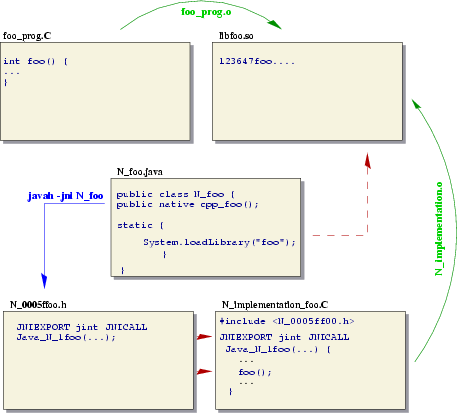 foo_prog.o
foo_prog.C
libfoo.so
int foo() {
...
}
123647foo....
N_foo.java
javah -jni N_foo
public class N_foo {
public native cpp_foo();
static {
System.loadLibrary("foo");
}
}
N_implementation.o
N_0005ffoo.h
JNIEXPORT jint JNICALL
Java_N_1foo(...);
N_implementation_foo.C
#include <N_0005ff00.h>
JNIEXPORT jint JNICALL
Java_N_1foo(...) {
...
foo();
...
}